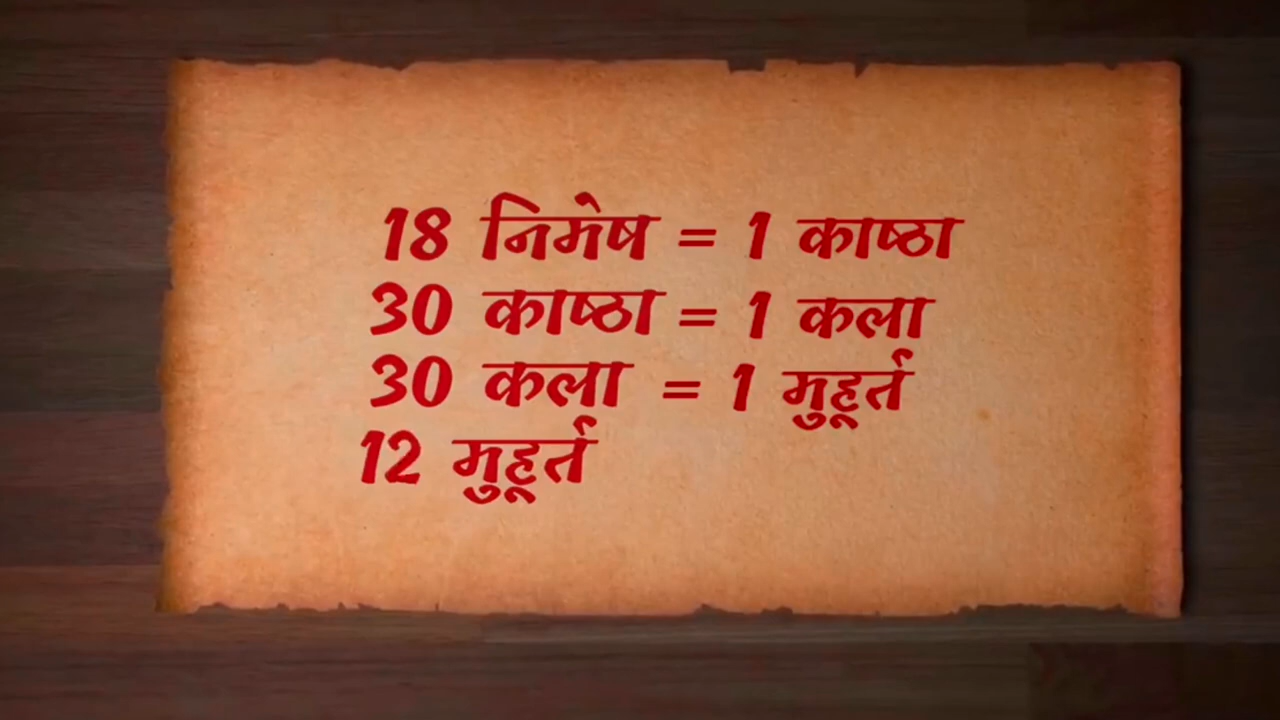 18 निमेष = 1 काष्ठा
30 काष्ठा = 1 कला
30 कला = 1 मुहूर्त
12 मुहूर्त